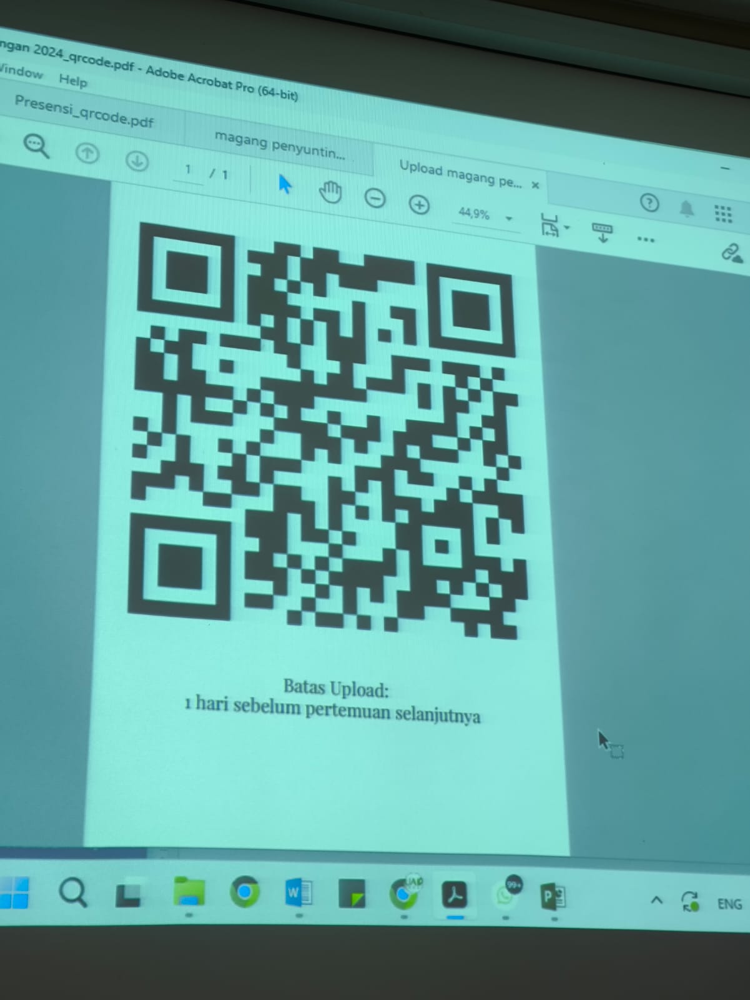 ngan 2024_qrcode.pdf - Adobe Acrobat Pro (64-bit)
Window Help
Presensi_qrcode.pdf
magang penyuntin...
Upload magang pe...
1 / 1
44,9%
Batas Upload:
1 hari sebelum pertemuan selanjutnya
99+
ENG